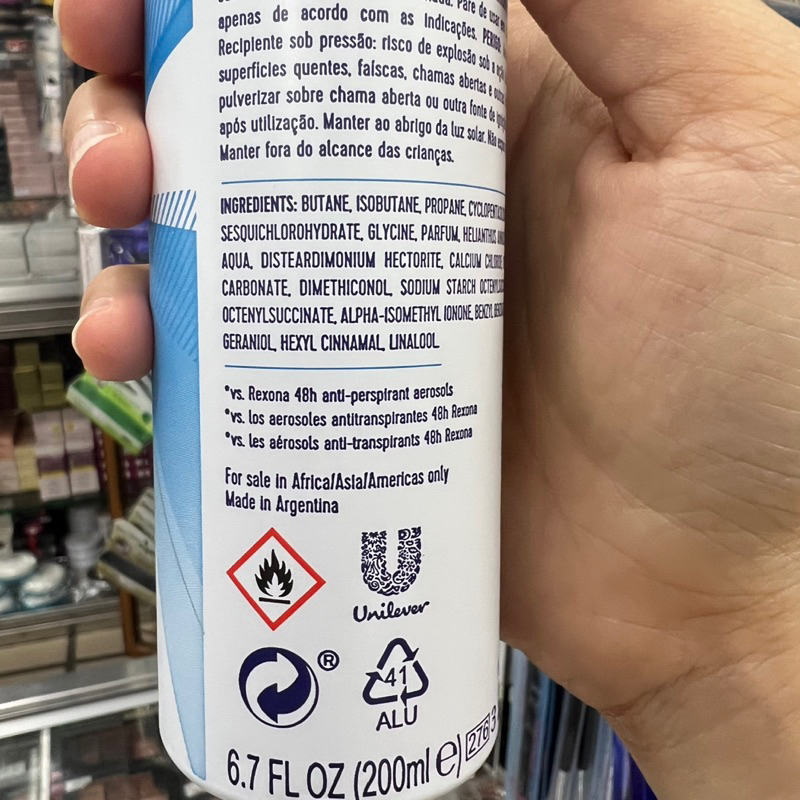 apenas de acordo com as indicações.
Recipiente sob pressão: risco de explosão sob
superfícies quentes, faíscas, chamas abertas e
pulverizar sobre chama aberta ou outra fonte de
após utilização. Manter ao abrigo da luz solar. Não
Manter fora do alcance das crianças.
INGREDIENTS: BUTANE, ISOBUTANE, PROPANE,
SESQUICHLOROHYDRATE, GLYCINE, PARFUM, HELIANTHUS
AQUA, DISTEARDIMONIUM HECTORITE, CALCIUM
CARBONATE, DIMETHICONOL, SODIUM STARCH
OCTENYLSUCCINATE, ALPHA-ISOMETHYL IONONE, BENZYL
GERANIOL, HEXYL CINNAMAL, LINALOOL.
*vs. Rexona 48h anti-perspirant aerosols
*vs. los aerosoles antitranspirantes 48h Rexona
*vs. les aérosols anti-transpirants 48h Rexona
For sale in Africa/Asia/Americas only
Made in Argentina
Unilever
®
41
ALU
6.7 FL OZ (200ml e) 276 3